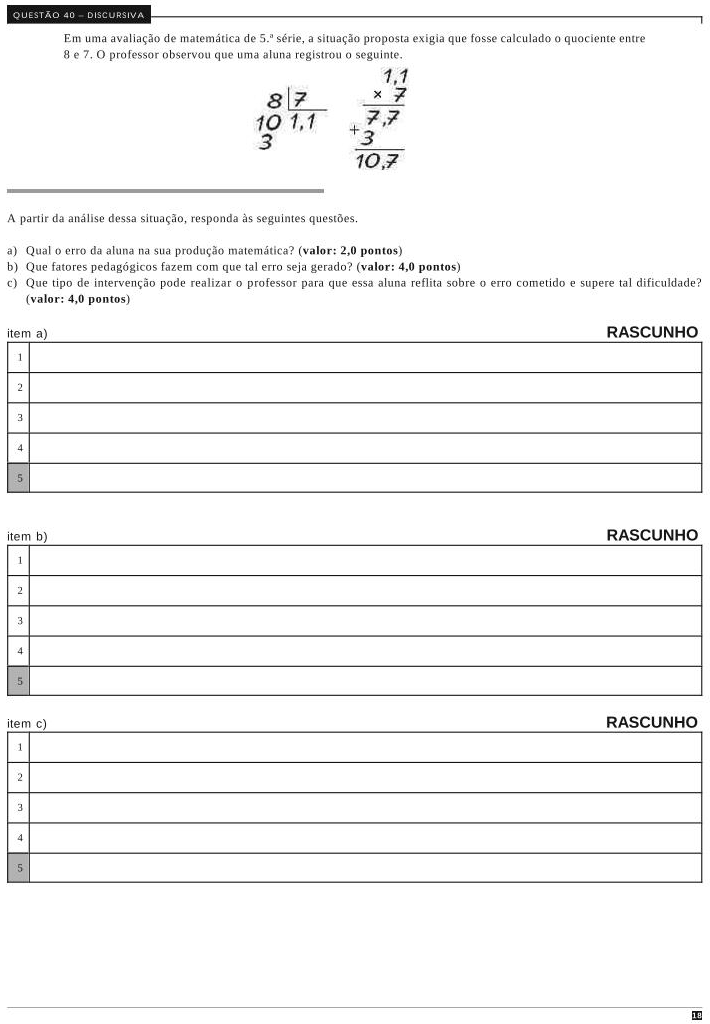 QUESTÃO 40 – DISCURSIVA
Em uma avaliação de matemática de 5.ª série, a situação proposta exigia que fosse calculado o quociente entre
8 e 7. O professor observou que uma aluna registrou o seguinte.
8 7
10 1,1
3
1,1
× 7
7,7
+ 3
10,7
A partir da análise dessa situação, responda às seguintes questões.
a) Qual o erro da aluna na sua produção matemática? (valor: 2,0 pontos)
b) Que fatores pedagógicos fazem com que tal erro seja gerado? (valor: 4,0 pontos)
c) Que tipo de intervenção pode realizar o professor para que essa aluna reflita sobre o erro cometido e supere tal dificuldade?
(valor: 4,0 pontos)
item a) RASCUNHO
1
2
3
4
5
item b) RASCUNHO
1
2
3
4
5
item c) RASCUNHO
1
2
3
4
5
18